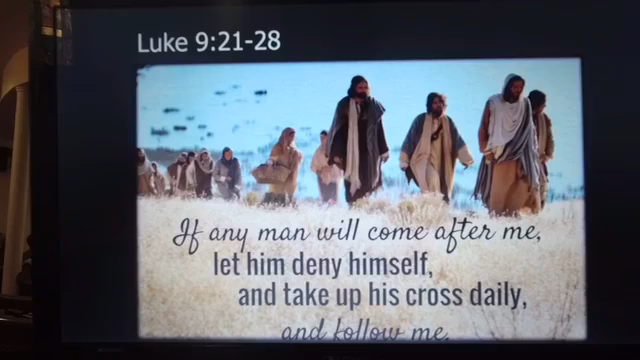 Luke 9:21-28
If any man will come after me,
let him deny himself,
and take up his cross daily,
and follow me.